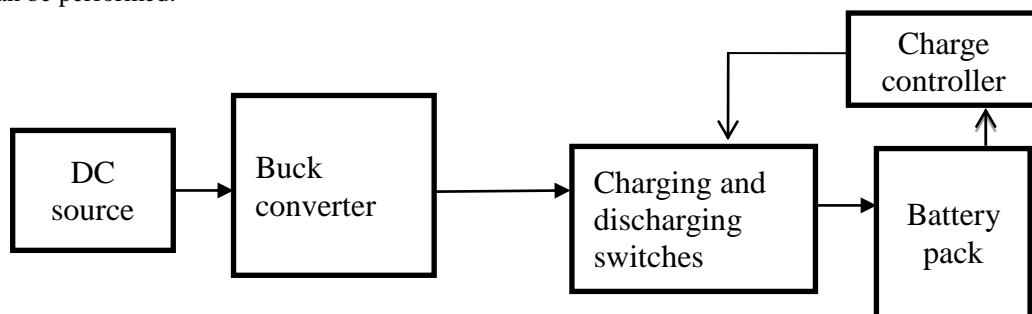 an be performed.
Charge
controller
DC
source
Buck
converter
Charging and
discharging
switches
Battery
pack